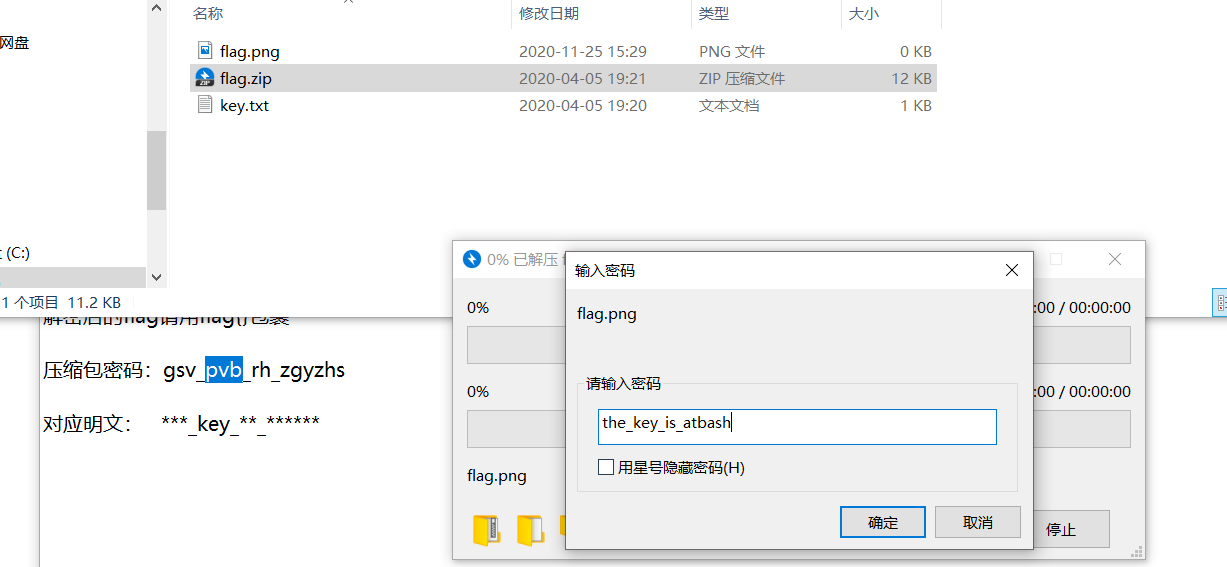 名称 修改日期 类型 大小
网盘
flag.png 2020-11-25 15:29 PNG 文件 0 KB
flag.zip 2020-04-05 19:21 ZIP 压缩文件 12 KB
key.txt 2020-04-05 19:20 文本文档 1 KB
(C:)
1 个项目 11.2 KB
解密后的flag请用flag{}包裹
压缩包密码：gsv_pvb_rh_zgyzhs
对应明文： ***_key_**_******
0% 已解压
输入密码
0%
:00 / 00:00:00
flag.png
请输入密码
0%
:00 / 00:00:00
the_key_is_atbash
用星号隐藏密码(H)
flag.png
确定 取消 停止